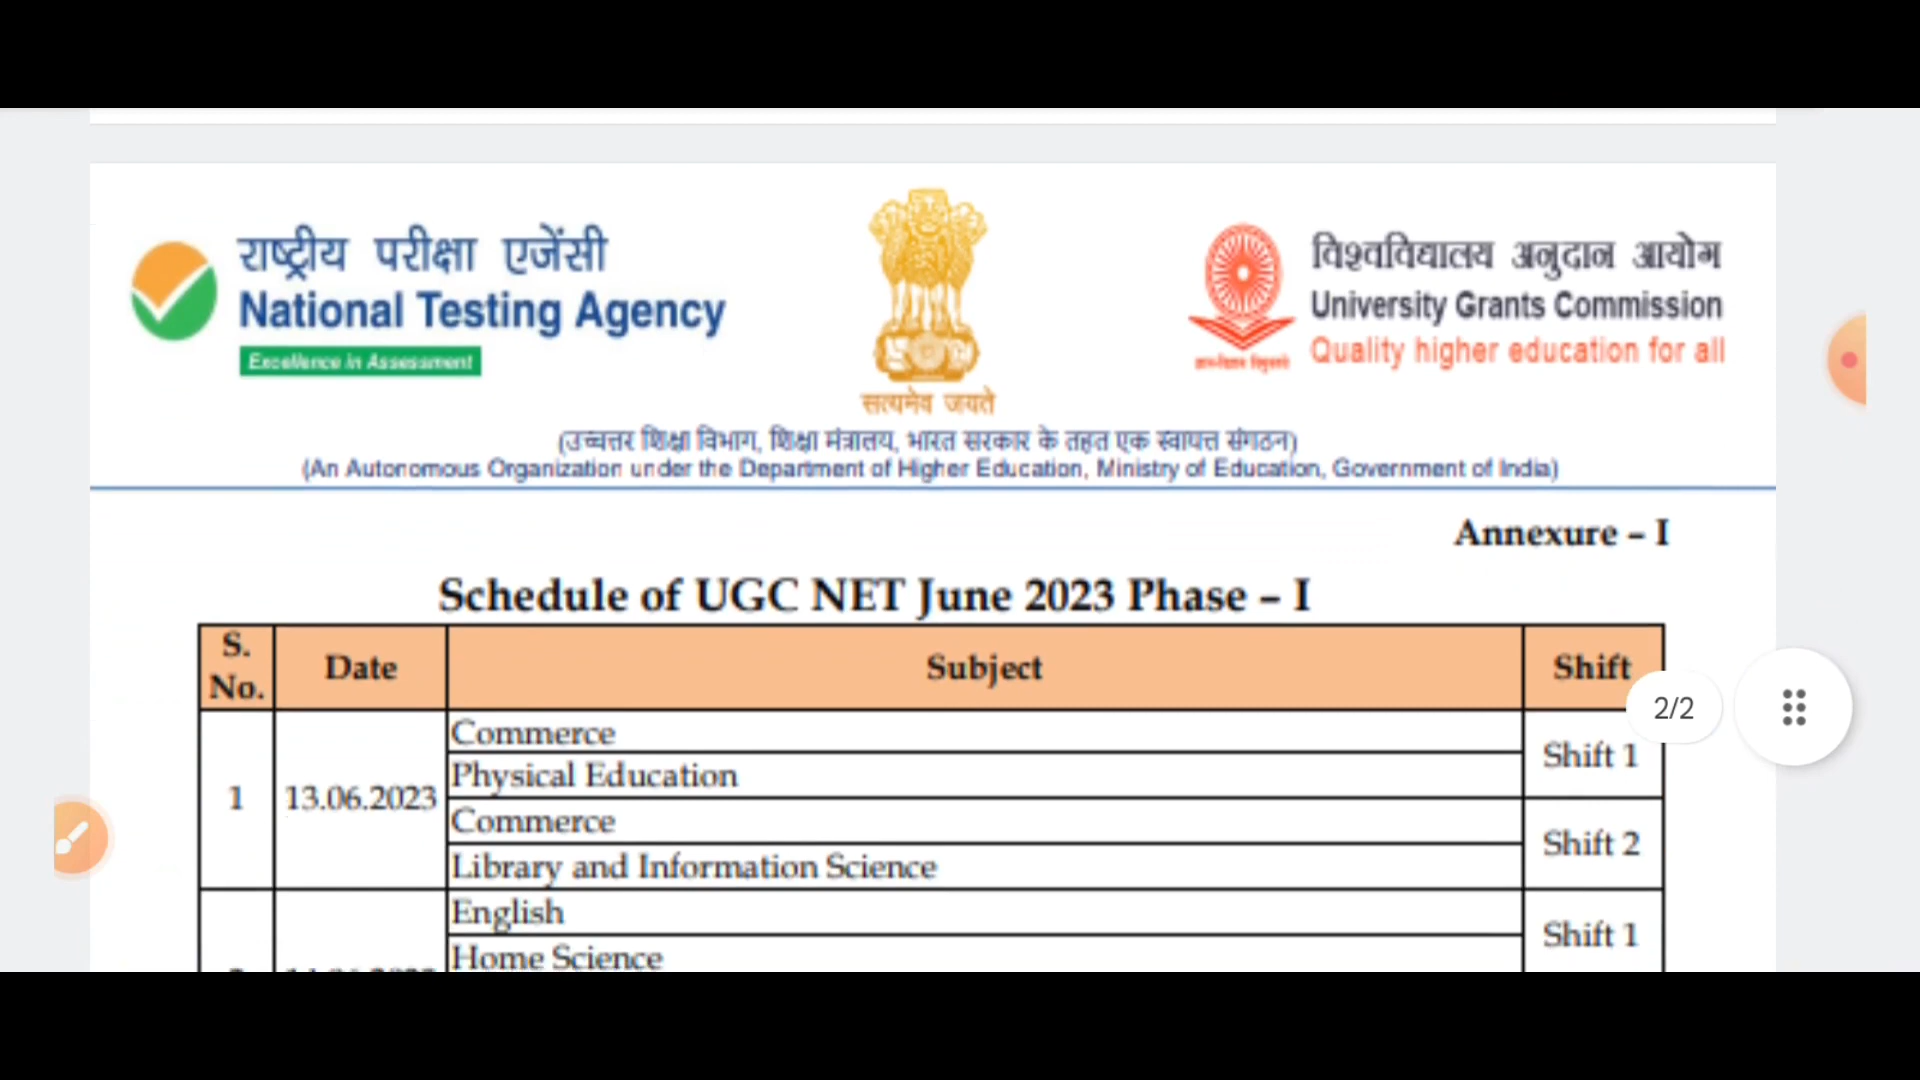 राष्ट्रीय परीक्षा एजेंसी
National Testing Agency
Excellence in Assessment
सत्यमेव जयते
विश्वविद्यालय अनुदान आयोग
University Grants Commission
Quality higher education for all
(उच्चत्तर शिक्षा विभाग, शिक्षा मंत्रालय, भारत सरकार के तहत एक स्वायत्त संगठन)
(An Autonomous Organization under the Department of Higher Education, Ministry of Education, Government of India)
Annexure – I
Schedule of UGC NET June 2023 Phase – I
S. No. Date Subject Shift
2/2
Commerce
Physical Education
Shift 1
1 13.06.2023
Commerce
Library and Information Science
Shift 2
English
Home Science
Shift 1